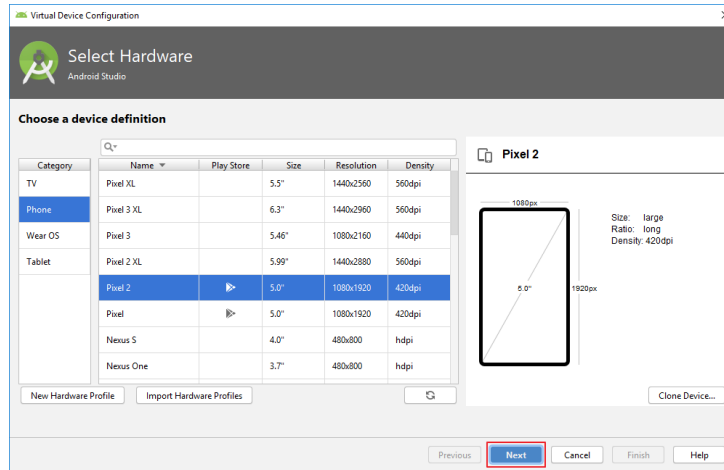 Virtual Device Configuration
Select Hardware
Android Studio
Choose a device definition
Category
TV
Phone
Wear OS
Tablet
Name Play Store Size Resolution Density
Pixel XL 5.5" 1440x2560 560dpi
Pixel 3 XL 6.3" 1440x2960 560dpi
Pixel 3 5.46" 1080x2160 440dpi
Pixel 2 XL 5.99" 1440x2880 560dpi
Pixel 2 5.0" 1080x1920 420dpi
Pixel 5.0" 1080x1920 420dpi
Nexus S 4.0" 480x800 hdpi
Nexus One 3.7" 480x800 hdpi
New Hardware Profile Import Hardware Profiles
Pixel 2
1080px
5.0"
1920px
Size: large
Ratio: long
Density: 420dpi
Clone Device...
Previous Next Cancel Finish Help